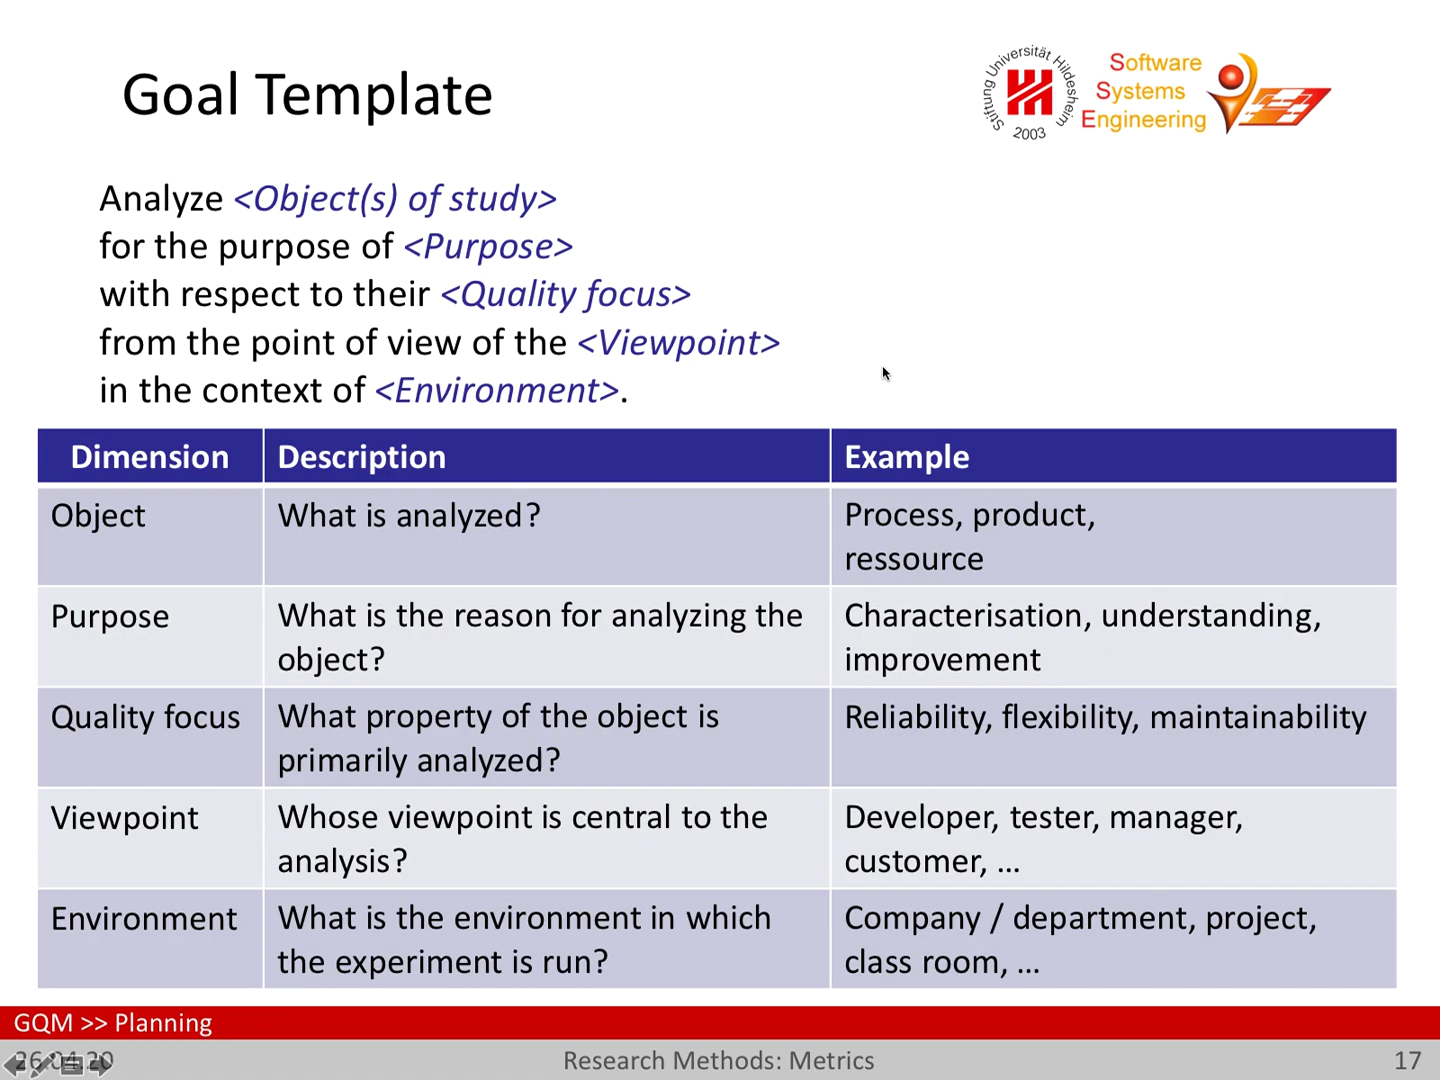 Goal Template
Stiftung Universität Hildesheim
2003
Software
Systems
Engineering
Analyze <Object(s) of study>
for the purpose of <Purpose>
with respect to their <Quality focus>
from the point of view of the <Viewpoint>
in the context of <Environment>.
Dimension Description Example
Object What is analyzed? Process, product,
ressource
Purpose What is the reason for analyzing the Characterisation, understanding,
object? improvement
Quality focus What property of the object is Reliability, flexibility, maintainability
primarily analyzed?
Viewpoint Whose viewpoint is central to the Developer, tester, manager,
analysis? customer, ...
Environment What is the environment in which Company / department, project,
the experiment is run? class room, ...
GQM >> Planning
26.04.20 Research Methods: Metrics 17